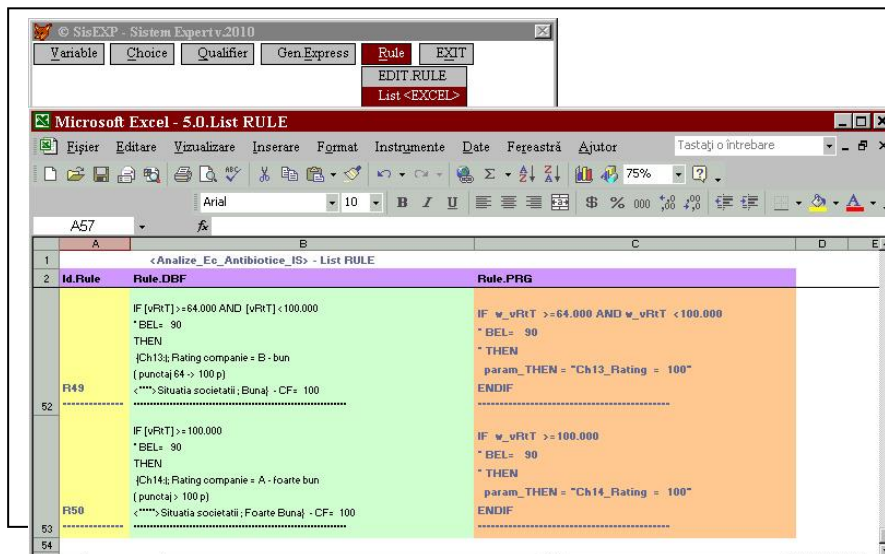 © SisEXP - Sistem Expert v.2010
Variable Choice Qualifier Gen.Express Rule EXIT
EDIT.RULE
List <EXCEL>
Microsoft Excel - 5.0.List RULE
Fişier Editare Vizualizare Inserare Format Instrumente Date Fereastră Ajutor Tastaţi o întrebare
75%
Arial 10 B I U $ % 000
A57 fx
A B C D E
1 <Analize_Ec_Antibiotice_IS> - List RULE
2 Id.Rule Rule.DBF Rule.PRG
IF [vRtT]>=64.000 AND [vRtT]<100.000
* BEL= 90
THEN
{Ch13:; Rating companie = B - bun
( punctaj 64 -> 100 p)
<****> Situatia societatii ; Buna} - CF= 100
R49
52
IF w_vRtT >=64.000 AND w_vRtT <100.000
* BEL= 90
* THEN
param_THEN = "Ch13_Rating = 100"
ENDIF
IF [vRtT]>=100.000
* BEL= 90
THEN
{Ch14:; Rating companie = A - foarte bun
( punctaj > 100 p)
<****> Situatia societatii ; Foarte Buna} - CF= 100
R50
53
IF w_vRtT >=100.000
* BEL= 90
* THEN
param_THEN = "Ch14_Rating = 100"
ENDIF
54